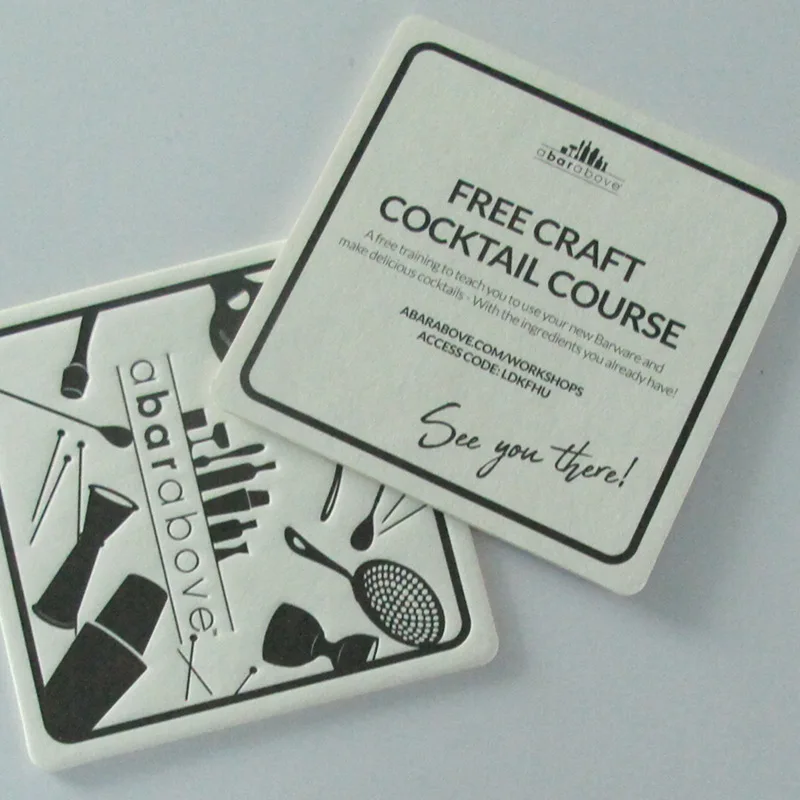 abarabove
FREE CRAFT
COCKTAIL COURSE
A free training to teach you to use your new Barware and
make delicious cocktails - With the ingredients you already have!
ABARABOVE.COM/WORKSHOPS
ACCESS CODE: LDKFHU
See you there!
abarabove™